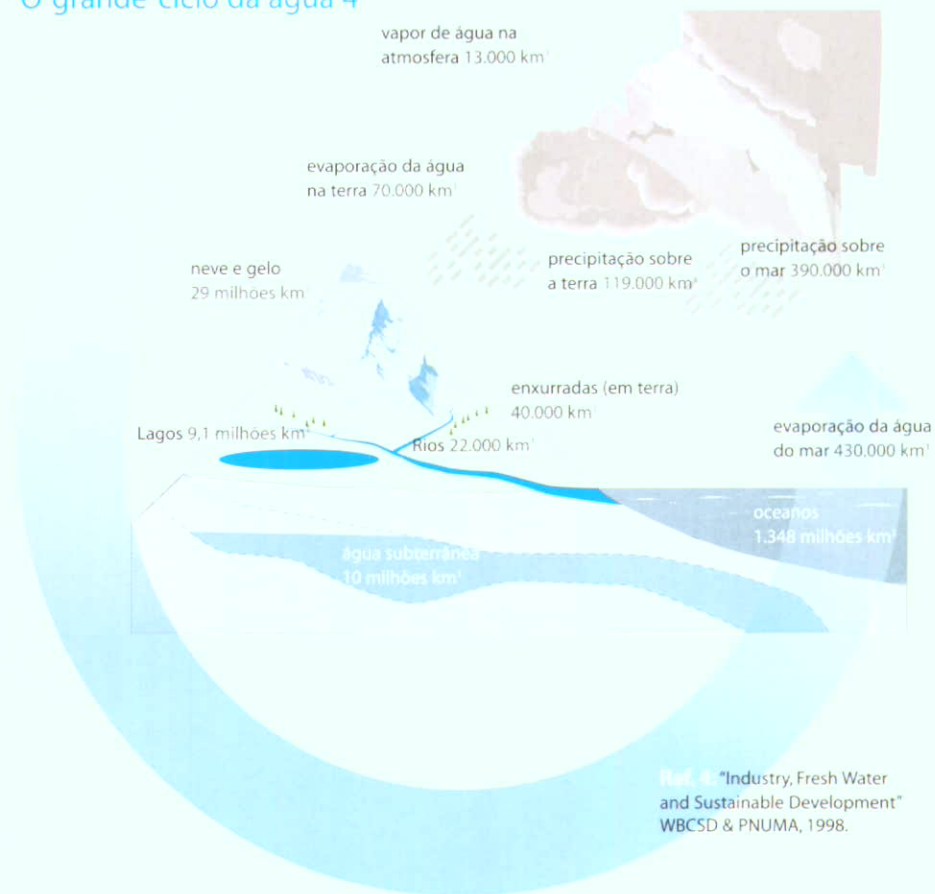 O grande ciclo da água 4
vapor de água na
atmosfera 13.000 km³
evaporação da água
na terra 70.000 km³
precipitação sobre
a terra 119.000 km³
precipitação sobre
o mar 390.000 km³
neve e gelo
29 milhões km
enxurradas (em terra)
40.000 km³
Lagos 9,1 milhões km³
Rios 22.000 km³
evaporação da água
do mar 430.000 km³
oceanos
1.348 milhões km³
água subterrânea
10 milhões km³
Ref. 4: "Industry, Fresh Water
and Sustainable Development"
WBCSD & PNUMA, 1998.